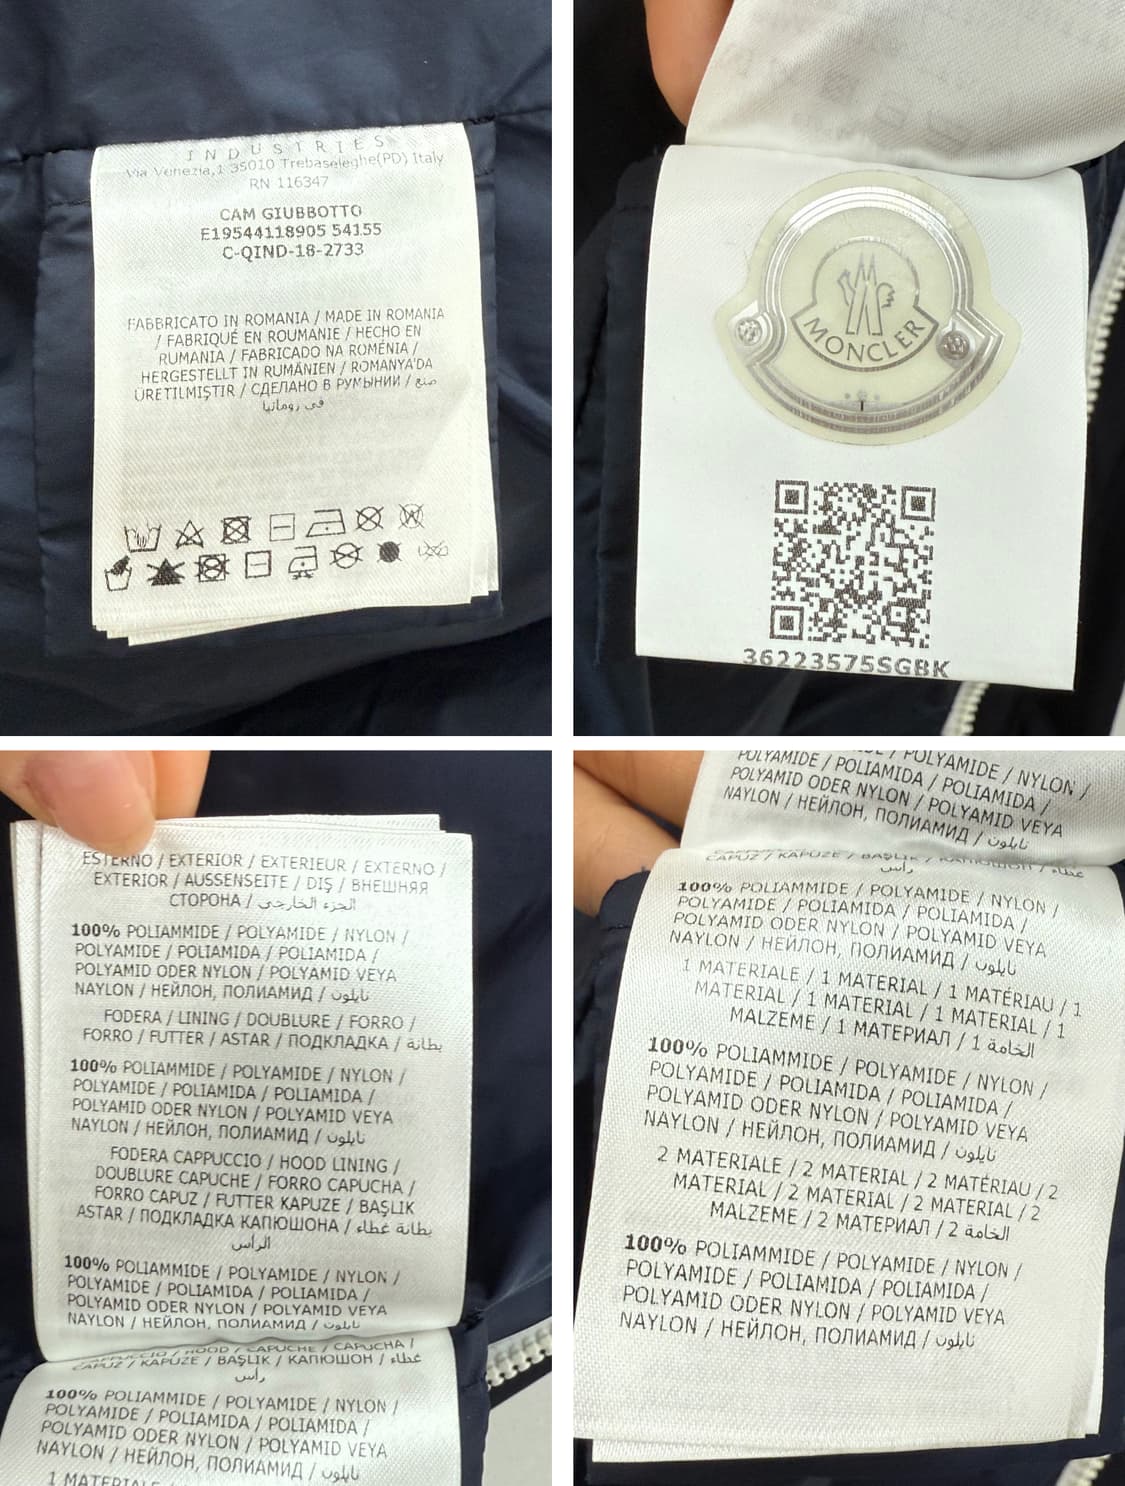 INDUSTRIES
Via Venezia,1 35010 Trebaseleghe(PD) Italy
RN 116347
CAM GIUBBOTTO
E19544118905 54155
C-QIND-18-2733
FABBRICATO IN ROMANIA / MADE IN ROMANIA
/ FABRIQUÉ EN ROUMANIE / HECHO EN
RUMANIA / FABRICADO NA ROMÉNIA /
HERGESTELLT IN RUMÄNIEN / ROMANYA'DA
ÜRETILMIŞTIR / СДЕЛАНО В РУМЫНИИ / صنع
في رومانيا
MONCLER
36223575SGBK
ESTERNO / EXTERIOR / EXTERIEUR / EXTERNO /
EXTERIOR / AUSSENSEITE / DIŞ / ВНЕШНЯЯ
СТОРОНА / الجزء الخارجي
100% POLIAMMIDE / POLYAMIDE / NYLON /
POLYAMIDE / POLIAMIDA / POLIAMIDA /
POLYAMID ODER NYLON / POLYAMID VEYA
NAYLON / НЕЙЛОН, ПОЛИАМИД / نايلون
FODERA / LINING / DOUBLURE / FORRO /
FORRO / FUTTER / ASTAR / ПОДКЛАДКА / بطانة
100% POLIAMMIDE / POLYAMIDE / NYLON /
POLYAMIDE / POLIAMIDA / POLIAMIDA /
POLYAMID ODER NYLON / POLYAMID VEYA
NAYLON / НЕЙЛОН, ПОЛИАМИД / نايلون
FODERA CAPPUCCIO / HOOD LINING /
DOUBLURE CAPUCHE / FORRO CAPUCHA /
FORRO CAPUZ / FUTTER KAPUZE / BAŞLIK
ASTAR / ПОДКЛАДКА КАПЮШОНА / بطانة غطاء
الرأس
100% POLIAMMIDE / POLYAMIDE / NYLON /
POLYAMIDE / POLIAMIDA / POLIAMIDA /
POLYAMID ODER NYLON / POLYAMID VEYA
NAYLON / НЕЙЛОН, ПОЛИАМИД / نايلون
CAPPUCCIO / HOOD / CAPUCHE / CAPUCHA /
CAPUZ / KAPUZE / BAŞLIK / КАПЮШОН / غطاء
رأس
100% POLIAMMIDE / POLYAMIDE / NYLON /
POLYAMIDE / POLIAMIDA / POLIAMIDA /
POLYAMID ODER NYLON / POLYAMID VEYA
NAYLON / НЕЙЛОН, ПОЛИАМИД / نايلون
1 MATERIALE /
/ POLYAMIDE / NYLON /
POLYAMIDE / POLIAMIDA / POLIAMIDA /
POLYAMID ODER NYLON / POLYAMID VEYA
NAYLON / НЕЙЛОН, ПОЛИАМИД / نايلون
CAPUZ / KAPUZE / BAŞLIK / КАПЮШОН / غطاء
رأس
100% POLIAMMIDE / POLYAMIDE / NYLON /
POLYAMIDE / POLIAMIDA / POLIAMIDA /
POLYAMID ODER NYLON / POLYAMID VEYA
NAYLON / НЕЙЛОН, ПОЛИАМИД / نايلون
1 MATERIALE / 1 MATERIAL / 1 MATÉRIAU / 1
MATERIAL / 1 MATERIAL / 1 MATERIAL / 1
MALZEME / 1 МАТЕРИАЛ / 1 الخامة
100% POLIAMMIDE / POLYAMIDE / NYLON /
POLYAMIDE / POLIAMIDA / POLIAMIDA /
POLYAMID ODER NYLON / POLYAMID VEYA
NAYLON / НЕЙЛОН, ПОЛИАМИД / نايلون
2 MATERIALE / 2 MATERIAL / 2 MATÉRIAU / 2
MATERIAL / 2 MATERIAL / 2 MATERIAL / 2
MALZEME / 2 МАТЕРИАЛ / 2 الخامة
100% POLIAMMIDE / POLYAMIDE / NYLON /
POLYAMIDE / POLIAMIDA / POLIAMIDA /
POLYAMID ODER NYLON / POLYAMID VEYA
NAYLON / НЕЙЛОН, ПОЛИАМИД / نايلون